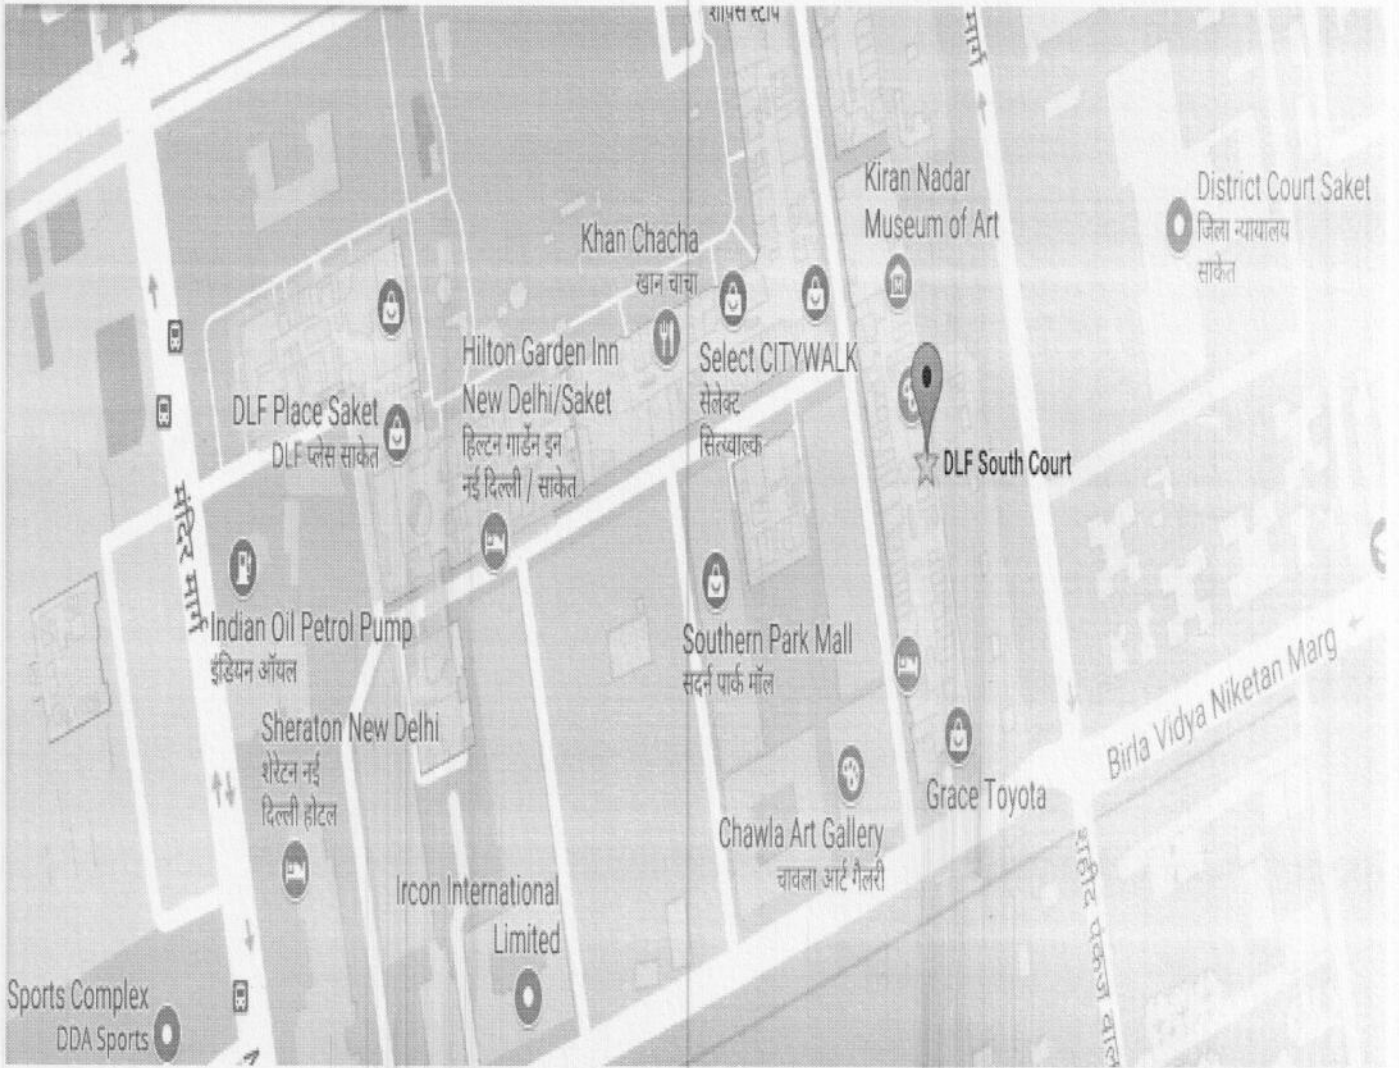 शॉपर्स स्टॉप
मार्ग
Kiran Nadar
Museum of Art
District Court Saket
जिला न्यायालय
साकेत
Khan Chacha
खान चाचा
Hilton Garden Inn
New Delhi/Saket
हिल्टन गार्डन इन
नई दिल्ली / साकेत
Select CITYWALK
सेलेक्ट
सित्य्वाल्क
DLF Place Saket
DLF प्लेस साकेत
DLF South Court
मंदिर मार्ग
Indian Oil Petrol Pump
इंडियन ऑयल
Southern Park Mall
सदर्न पार्क मॉल
Sheraton New Delhi
शेरेटन नई
दिल्ली होटल
Birla Vidya Niketan Marg
Grace Toyota
Chawla Art Gallery
चावला आर्ट गैलरी
Ircon International
Limited
Sports Complex
DDA Sports